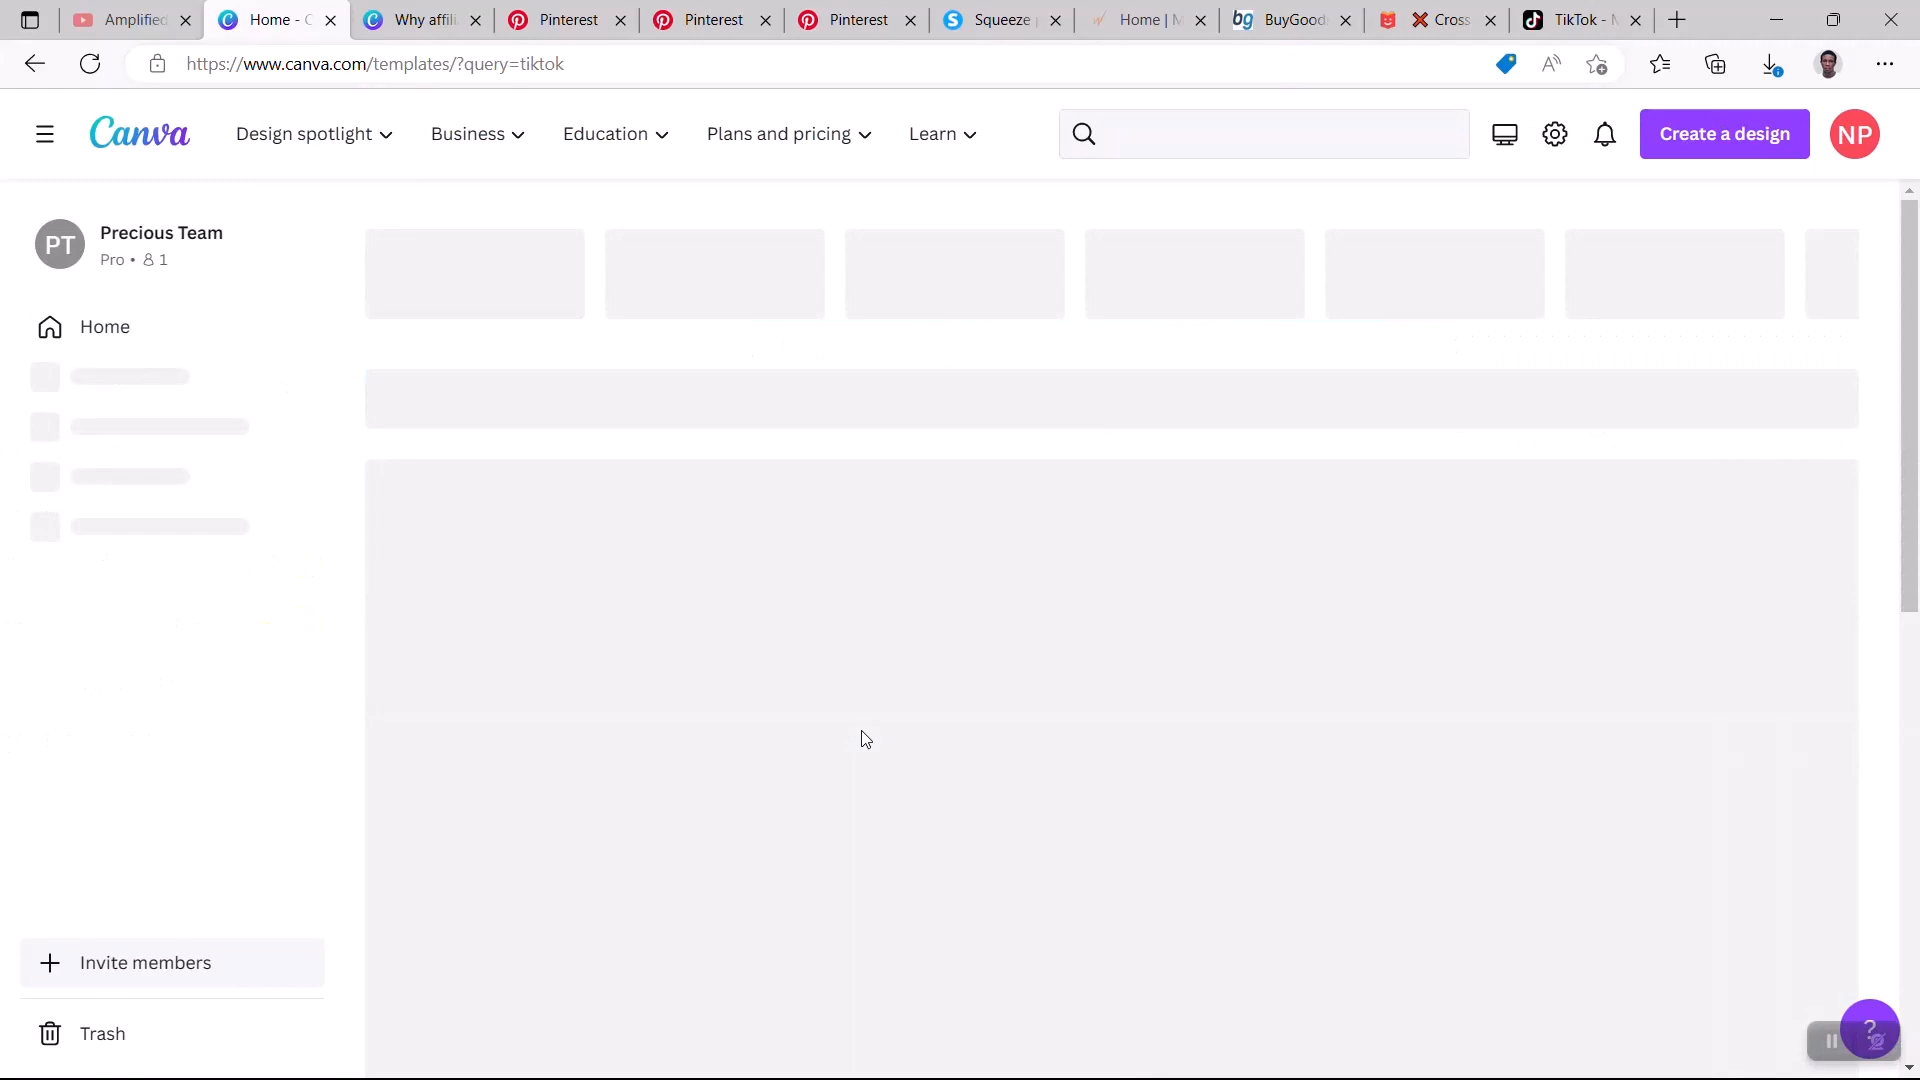 Amplified
Home - C
Why affili
Pinterest
Pinterest
Pinterest
Squeeze
Home | M
bg BuyGood
Cross
TikTok - M
https://www.canva.com/templates/?query=tiktok
Canva
Design spotlight
Business
Education
Plans and pricing
Learn
Create a design
NP
PT
Precious Team
Pro • 1
Home
Invite members
Trash
?